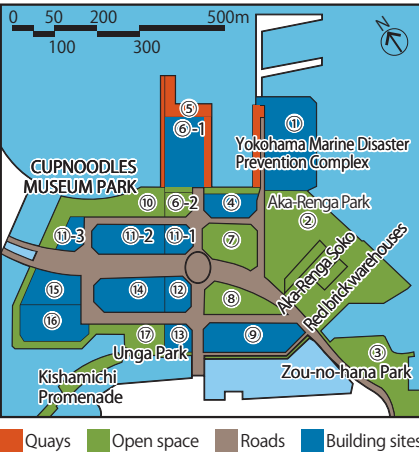 0 50 200 500m
100 300
N
⑤
⑥-1
①
Yokohama Marine Disaster
Prevention Complex
CUPNOODLES
MUSEUM PARK
⑩ ⑥-2 ④ Aka-Renga Park
②
⑪-3 ⑪-2 ⑪-1 ⑦
Aka-Renga Soko
Red brick warehouses
⑮ ⑭ ⑫ ⑧
⑯ ⑰ ⑬ ⑨
Unga Park
③
Zou-no-hana Park
Kishamichi
Promenade
Quays Open space Roads Building sites